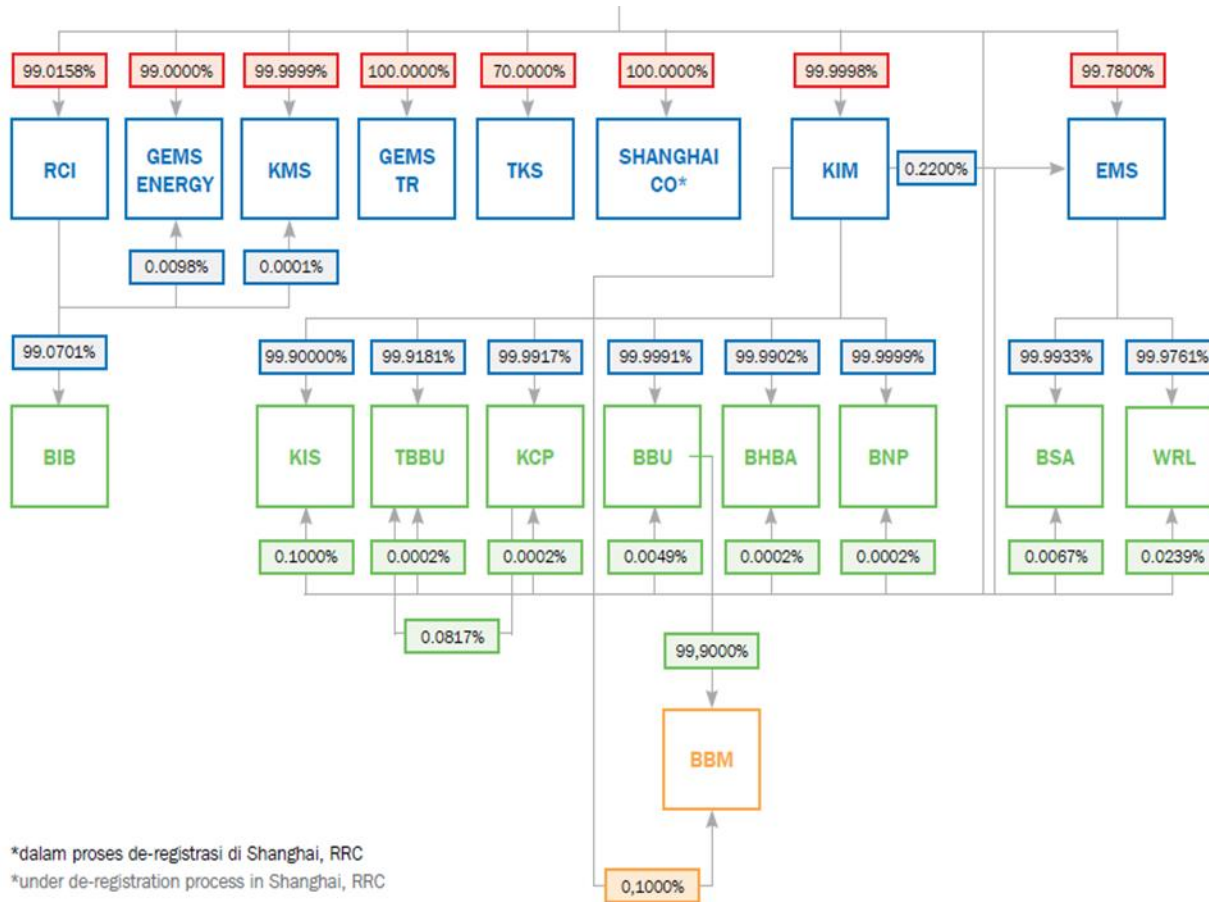 99.0158%
99.0000%
99.9999%
100.0000%
70.0000%
100.0000%
99.9998%
99.7800%
RCI
GEMS
ENERGY
KMS
GEMS
TR
TKS
SHANGHAI
CO*
KIM
0.2200%
EMS
0.0098%
0.0001%
99.0701%
99.90000%
99.9181%
99.9917%
99.9991%
99.9902%
99.9999%
99.9933%
99.9761%
BIB
KIS
TBBU
KCP
BBU
BHBA
BNP
BSA
WRL
0.1000%
0.0002%
0.0002%
0.0049%
0.0002%
0.0002%
0.0067%
0.0239%
0.0817%
99,9000%
BBM
*dalam proses de-registrasi di Shanghai, RRC
*under de-registration process in Shanghai, RRC
0,1000%